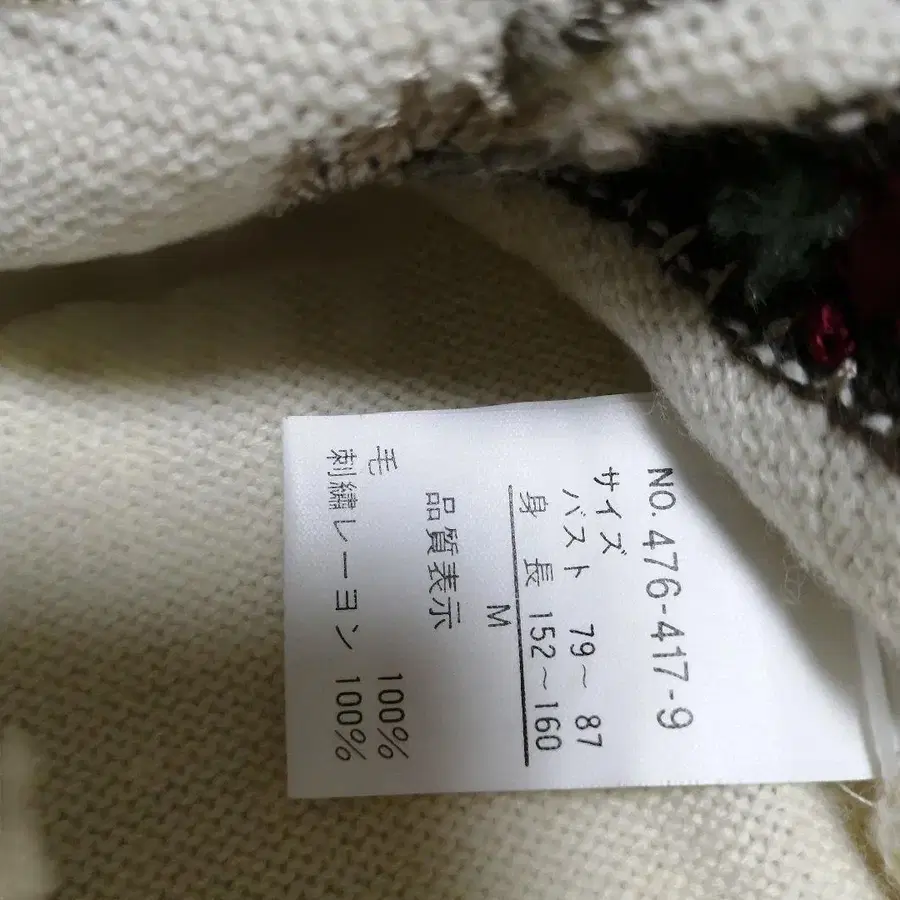 NO. 476-417-9
サイズ
バスト 79～ 87
身 長 152～160
M
品質表示
毛 100%
刺繡レーヨン 100%